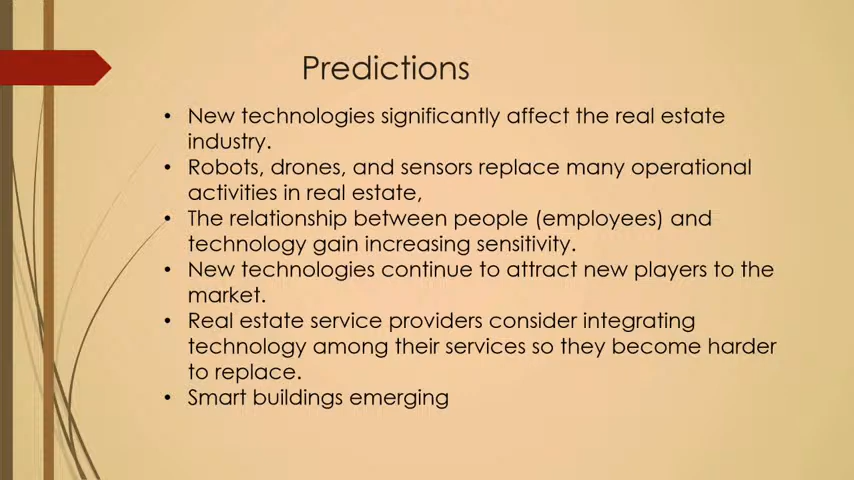 Predictions
• New technologies significantly affect the real estate
industry.
• Robots, drones, and sensors replace many operational
activities in real estate,
• The relationship between people (employees) and
technology gain increasing sensitivity.
• New technologies continue to attract new players to the
market.
• Real estate service providers consider integrating
technology among their services so they become harder
to replace.
• Smart buildings emerging